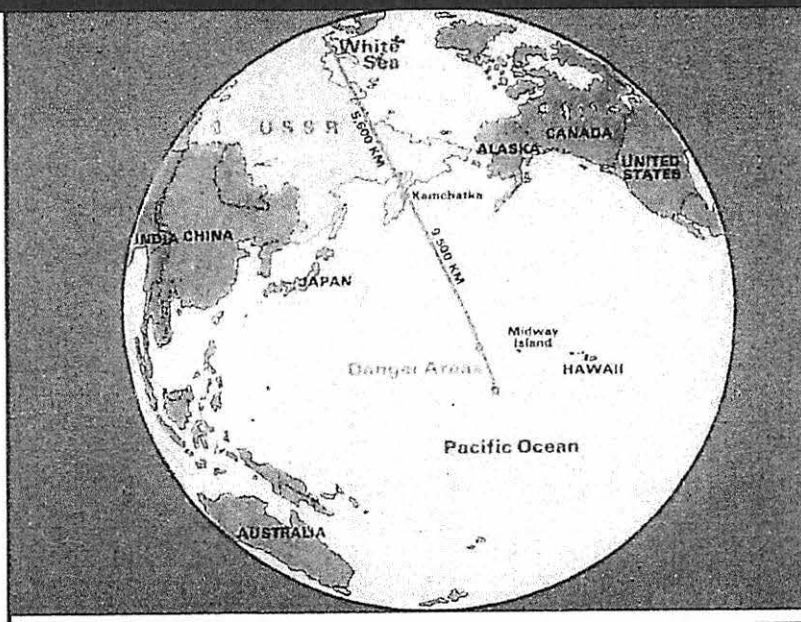 White
Sea
USSR
5,600 KM
ALASKA
CANADA
UNITED
STATES
Kamchatka
INDIA
CHINA
9,500 KM
JAPAN
Midway
Island
HAWAII
Danger Areas
Pacific Ocean
AUSTRALIA